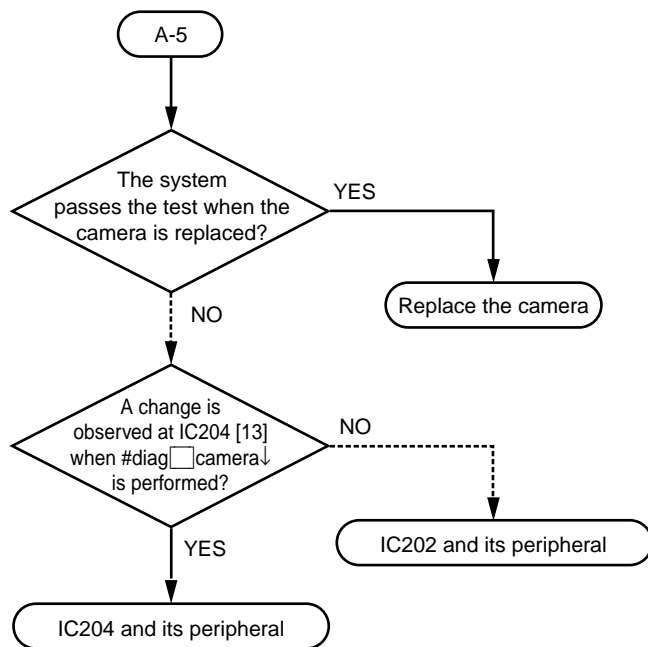 A-5
The system
passes the test when the
camera is replaced?
YES
Replace the camera
NO
A change is
observed at IC204 [13]
when #diag□□camera↓
is performed?
NO
IC202 and its peripheral
YES
IC204 and its peripheral